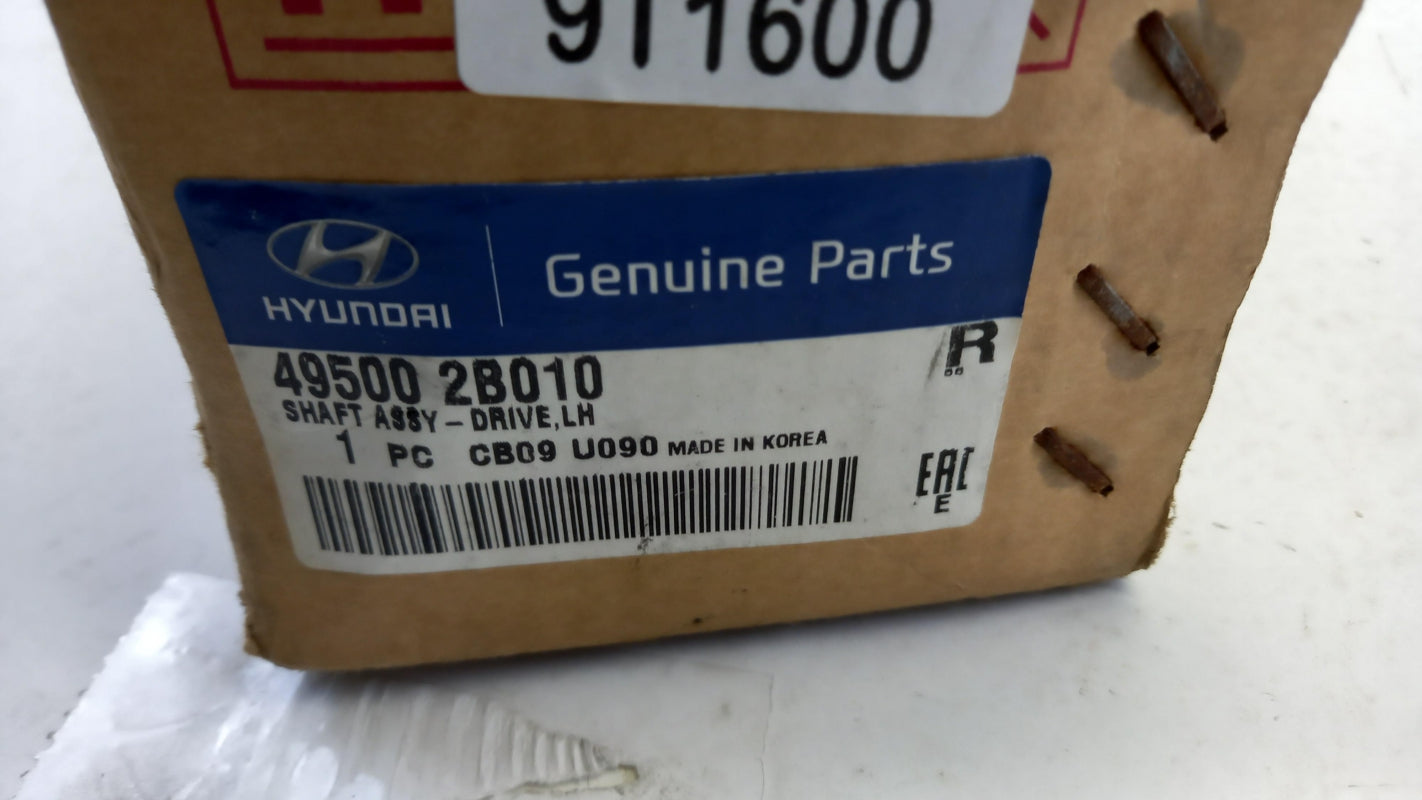 911600
HYUNDAI
Genuine Parts
49500 2B010
R
SHAFT ASSY - DRIVE,LH
1 PC CB09 U090 MADE IN KOREA
EAC
E